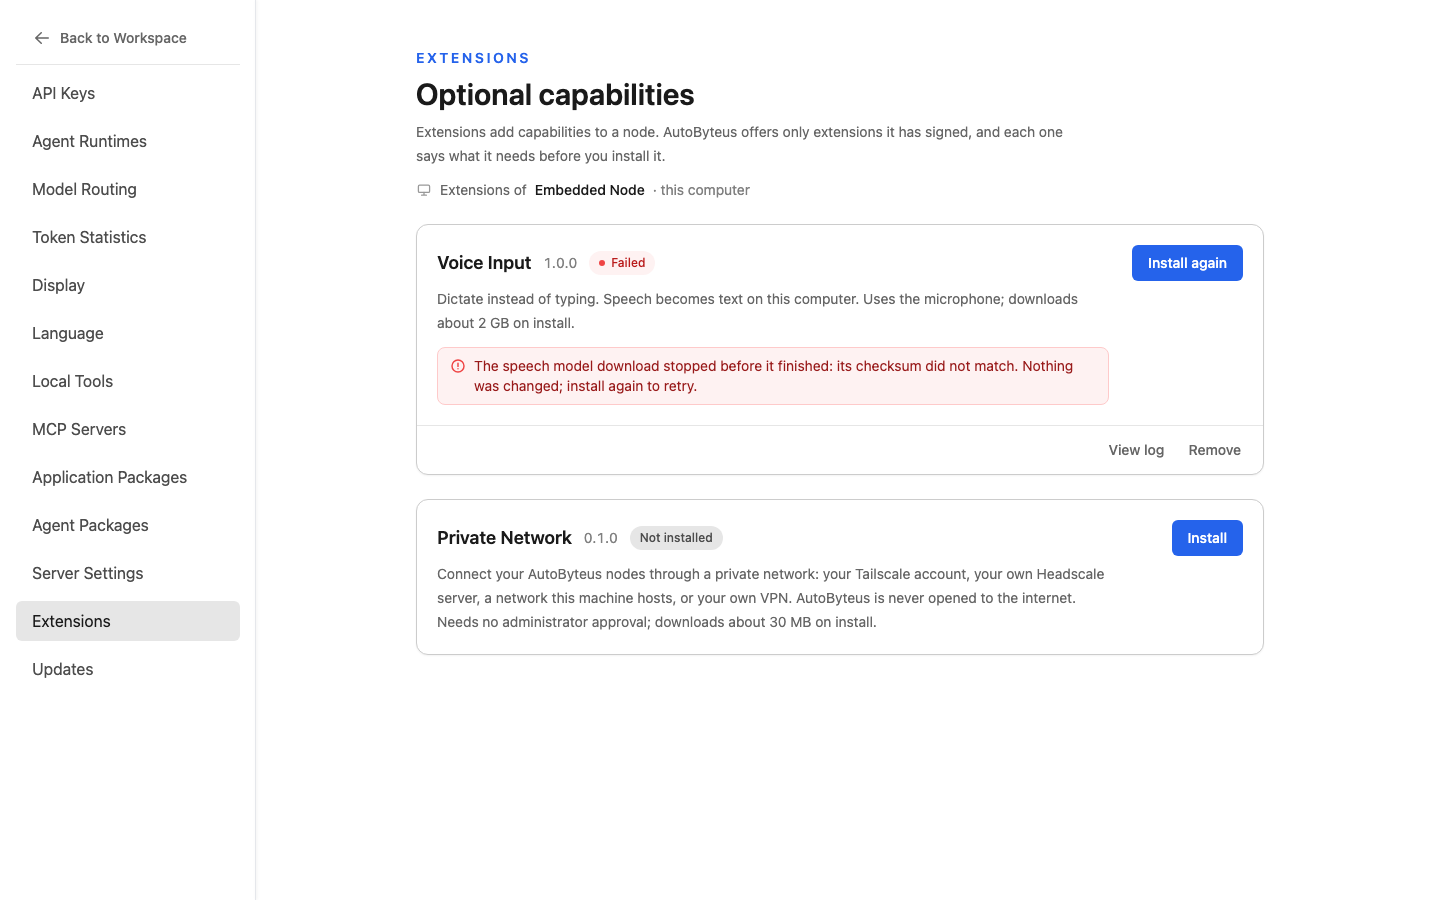 Back to Workspace
API Keys
Agent Runtimes
Model Routing
Token Statistics
Display
Language
Local Tools
MCP Servers
Application Packages
Agent Packages
Server Settings
Extensions
Updates
EXTENSIONS
Optional capabilities
Extensions add capabilities to a node. AutoByteus offers only extensions it has signed, and each one
says what it needs before you install it.
Extensions of Embedded Node · this computer
Voice Input 1.0.0 Failed
Install again
Dictate instead of typing. Speech becomes text on this computer. Uses the microphone; downloads
about 2 GB on install.
The speech model download stopped before it finished: its checksum did not match. Nothing
was changed; install again to retry.
View log Remove
Private Network 0.1.0 Not installed
Install
Connect your AutoByteus nodes through a private network: your Tailscale account, your own Headscale
server, a network this machine hosts, or your own VPN. AutoByteus is never opened to the internet.
Needs no administrator approval; downloads about 30 MB on install.